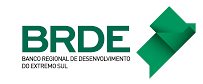 BRDE
BANCO REGIONAL DE DESENVOLVIMENTO
DO EXTREMO SUL